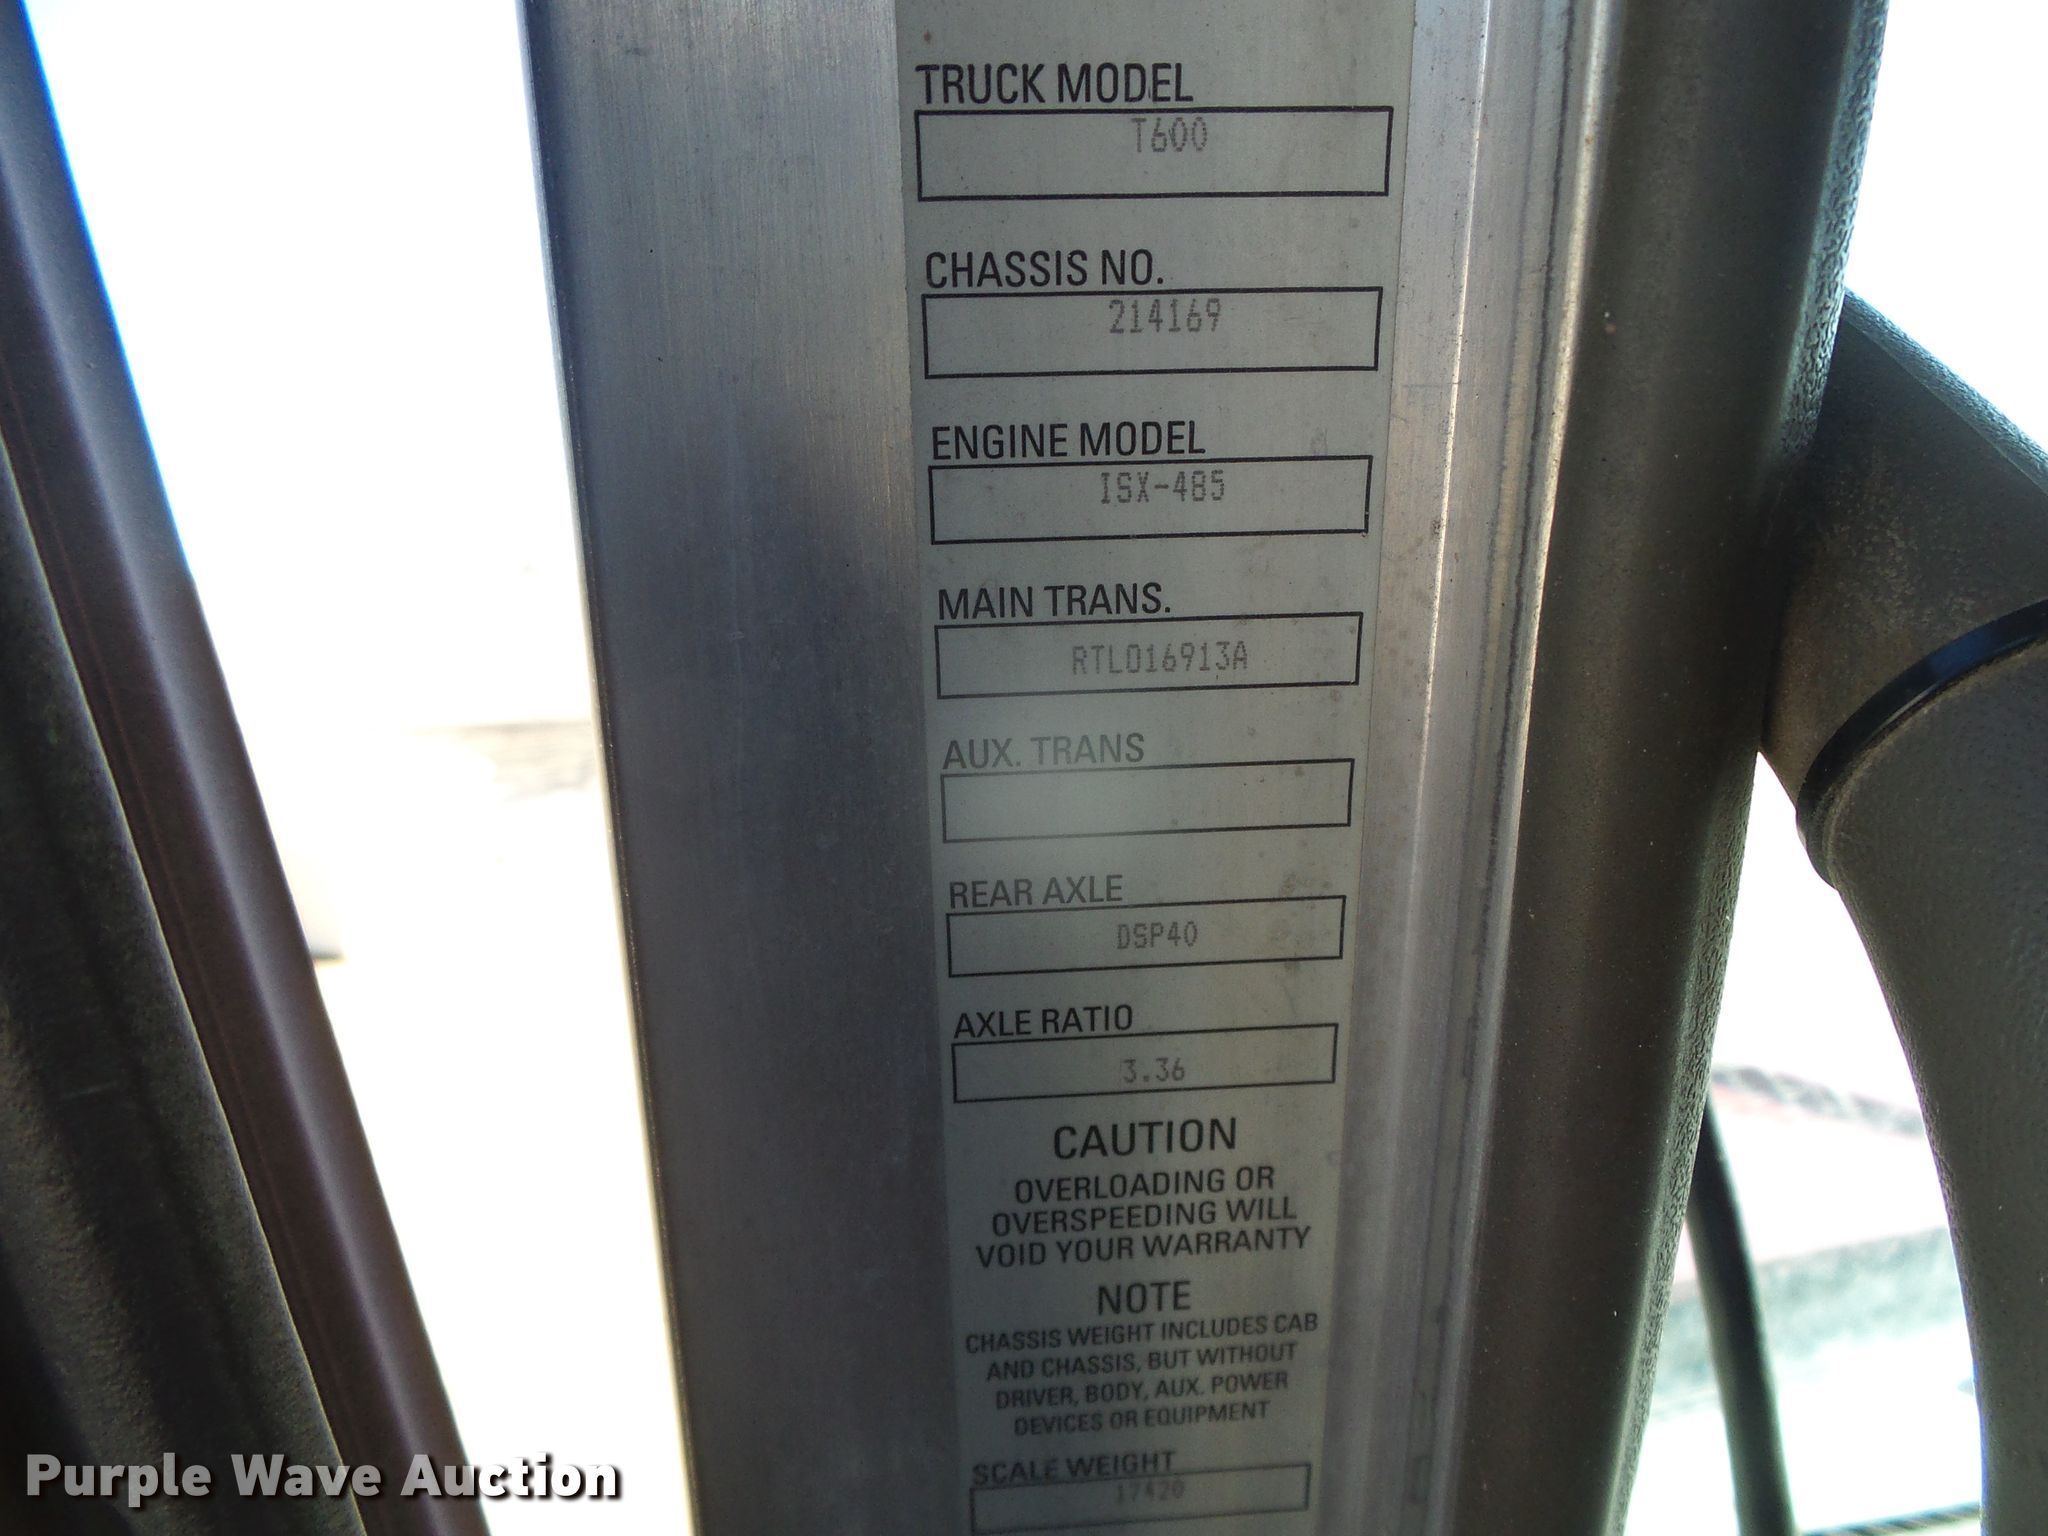 TRUCK MODEL
T600
CHASSIS NO.
214169
ENGINE MODEL
ISX-485
MAIN TRANS.
RTLO16913A
AUX. TRANS
REAR AXLE
DSP40
AXLE RATIO
3.36
CAUTION
OVERLOADING OR
OVERSPEEDING WILL
VOID YOUR WARRANTY
NOTE
CHASSIS WEIGHT INCLUDES CAB
AND CHASSIS, BUT WITHOUT
DRIVER, BODY, AUX. POWER
DEVICES OR EQUIPMENT
SCALE WEIGHT
17420
Purple Wave Auction